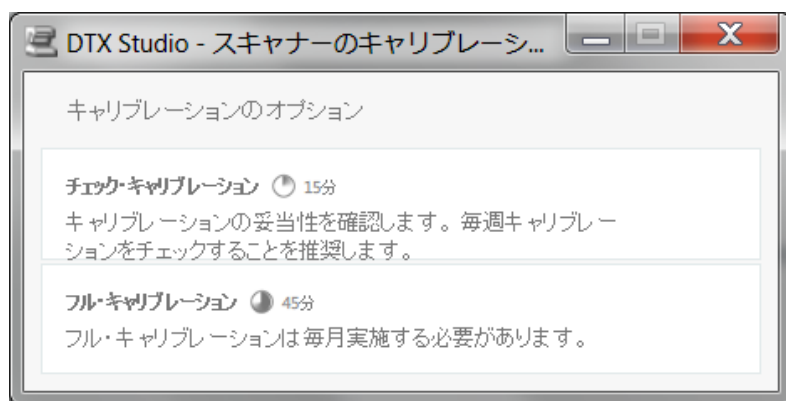 DTX Studio - スキャナーのキャリブレーシ...
キャリブレーションのオプション
チェック・キャリブレーション 15分
キャリブレーションの妥当性を確認します。毎週キャリブレー
ションをチェックすることを推奨します。
フル・キャリブレーション 45分
フル・キャリブレーションは毎月実施する必要があります。